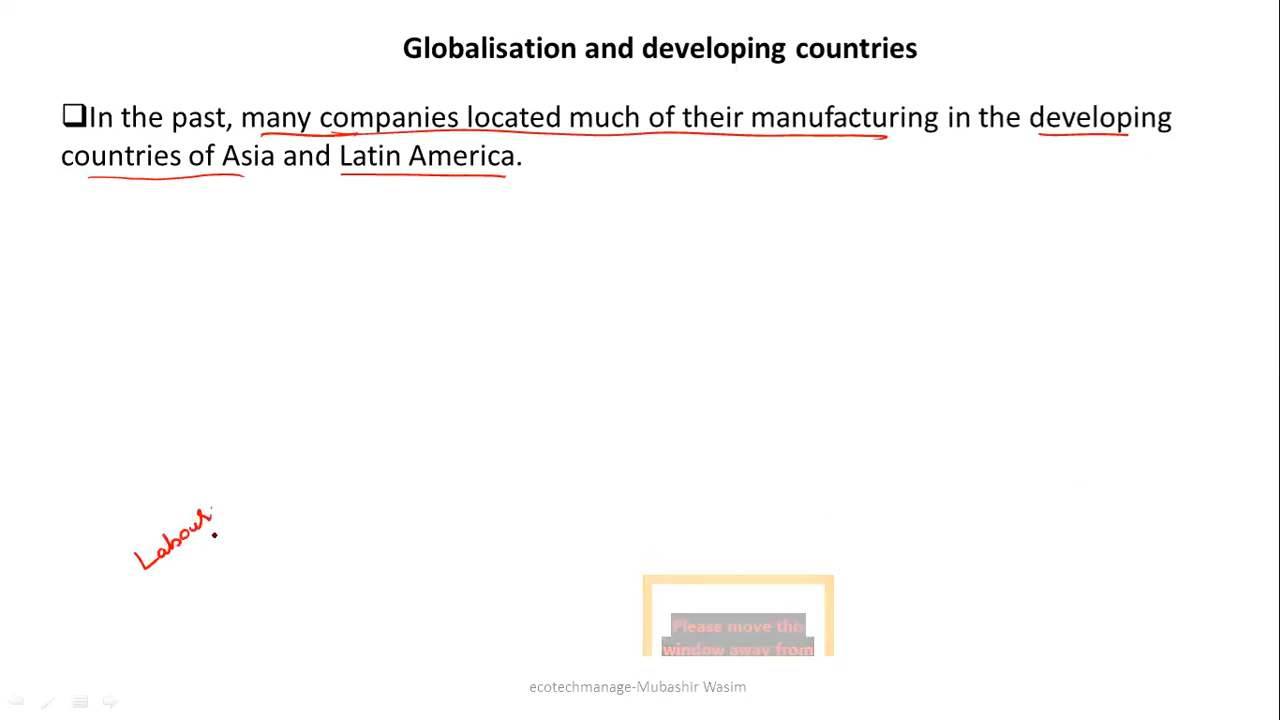 Globalisation and developing countries
❑In the past, many companies located much of their manufacturing in the developing
countries of Asia and Latin America.
Labour
Please move this
window away from
ecotechmanage-Mubashir Wasim